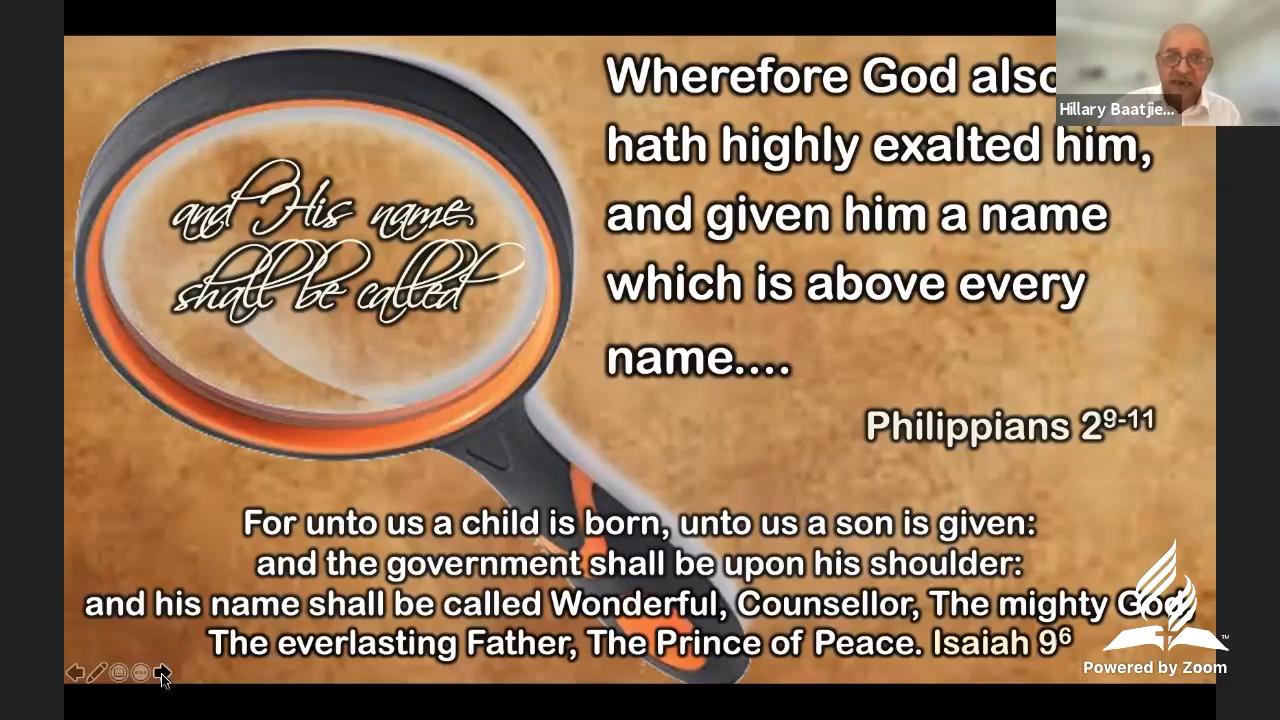 and His name
shall be called
Wherefore God also
hath highly exalted him,
and given him a name
which is above every
name....
Philippians 2⁹⁻¹¹
For unto us a child is born, unto us a son is given:
and the government shall be upon his shoulder:
and his name shall be called Wonderful, Counsellor, The mighty God
The everlasting Father, The Prince of Peace. Isaiah 9⁶
Hillary Baatjie...
Powered by Zoom
TM